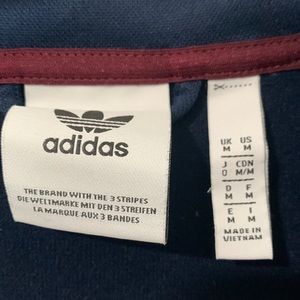 adidas
THE BRAND WITH THE 3 STRIPES
DIE WELTMARKE MIT DEN 3 STREIFEN
LA MARQUE AUX 3 BANDES
UK US
M M
J CDN
O M/M
D F
M M
E I
M M
MADE IN
VIETNAM